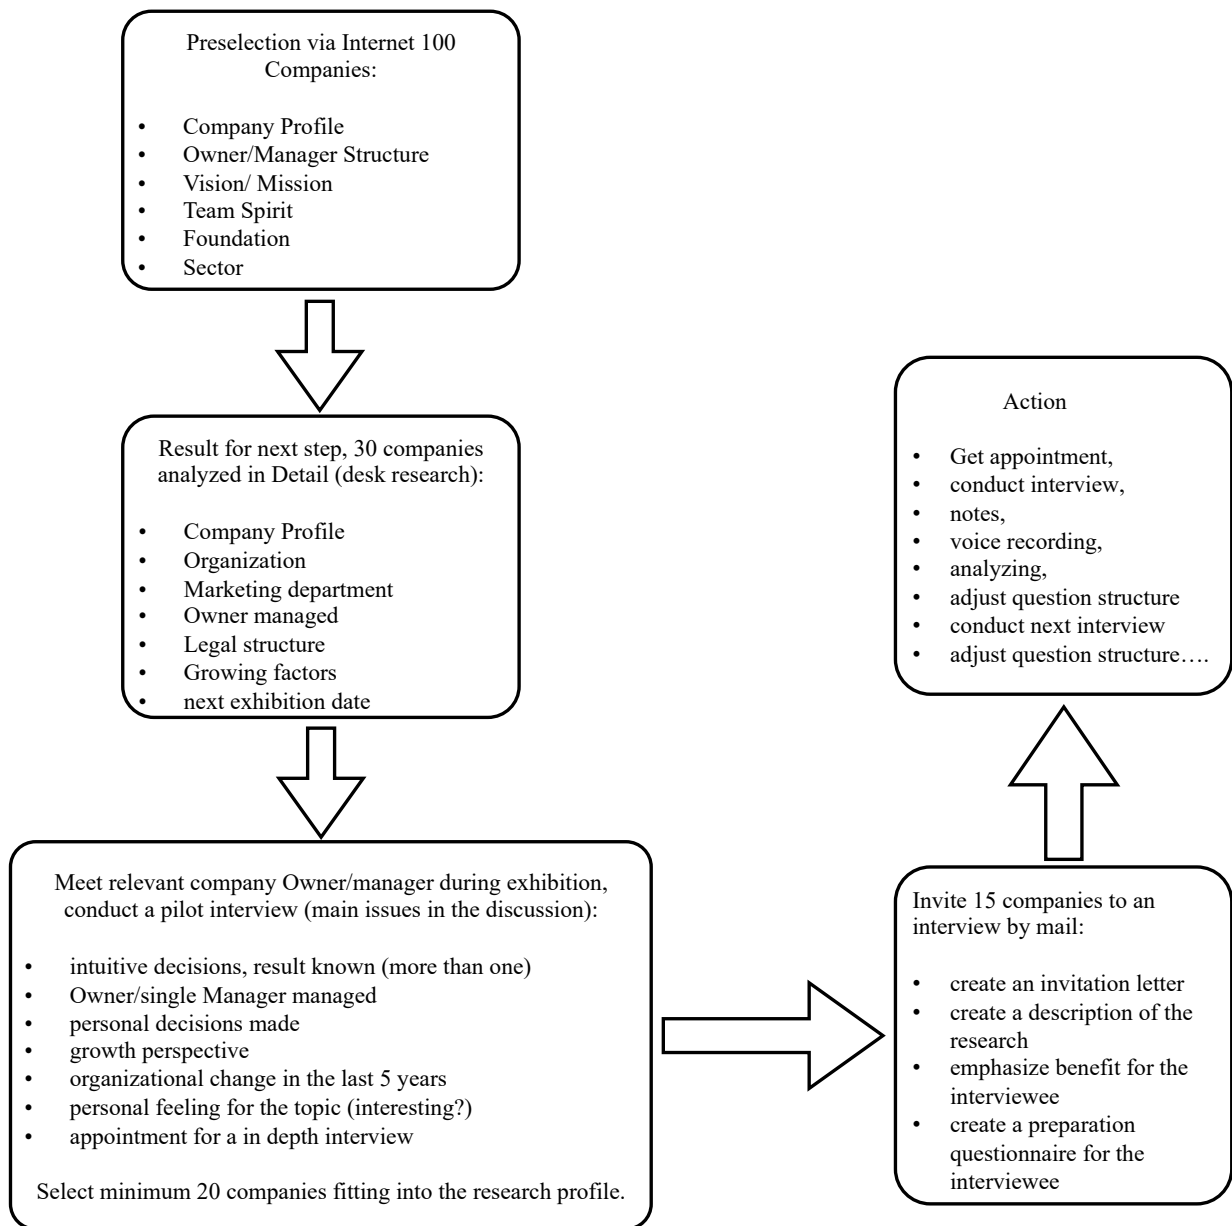 Preselection via Internet 100
Companies:
• Company Profile
• Owner/Manager Structure
• Vision/ Mission
• Team Spirit
• Foundation
• Sector
Result for next step, 30 companies
analyzed in Detail (desk research):
• Company Profile
• Organization
• Marketing department
• Owner managed
• Legal structure
• Growing factors
• next exhibition date
Meet relevant company Owner/manager during exhibition,
conduct a pilot interview (main issues in the discussion):
• intuitive decisions, result known (more than one)
• Owner/single Manager managed
• personal decisions made
• growth perspective
• organizational change in the last 5 years
• personal feeling for the topic (interesting?)
• appointment for a in depth interview
Select minimum 20 companies fitting into the research profile.
Invite 15 companies to an
interview by mail:
• create an invitation letter
• create a description of the
research
• emphasize benefit for the
interviewee
• create a preparation
questionnaire for the
interviewee
Action
• Get appointment,
• conduct interview,
• notes,
• voice recording,
• analyzing,
• adjust question structure
• conduct next interview
• adjust question structure….